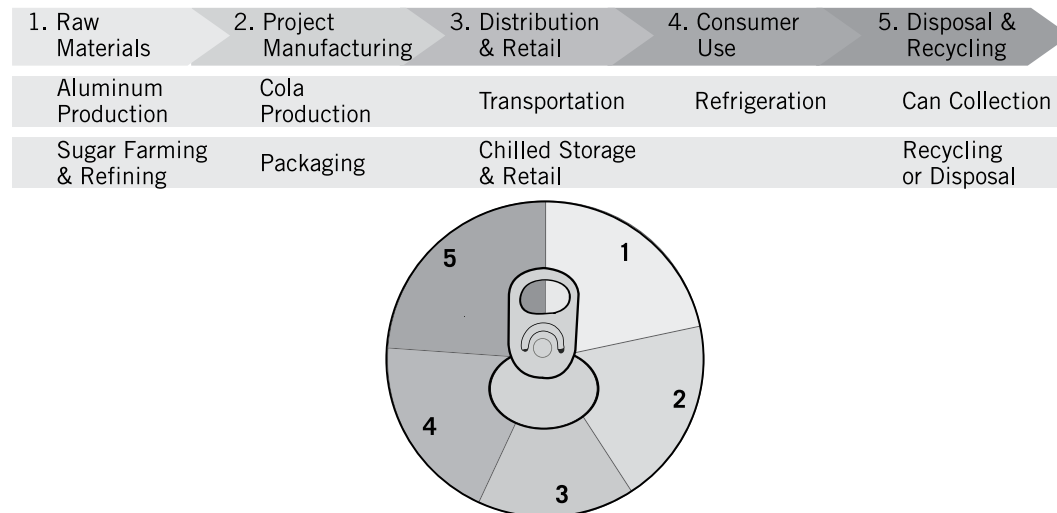 1. Raw Materials
2. Project Manufacturing
3. Distribution & Retail
4. Consumer Use
5. Disposal & Recycling
Aluminum Production
Cola Production
Transportation
Refrigeration
Can Collection
Sugar Farming & Refining
Packaging
Chilled Storage & Retail
Recycling or Disposal
5
1
2
4
3